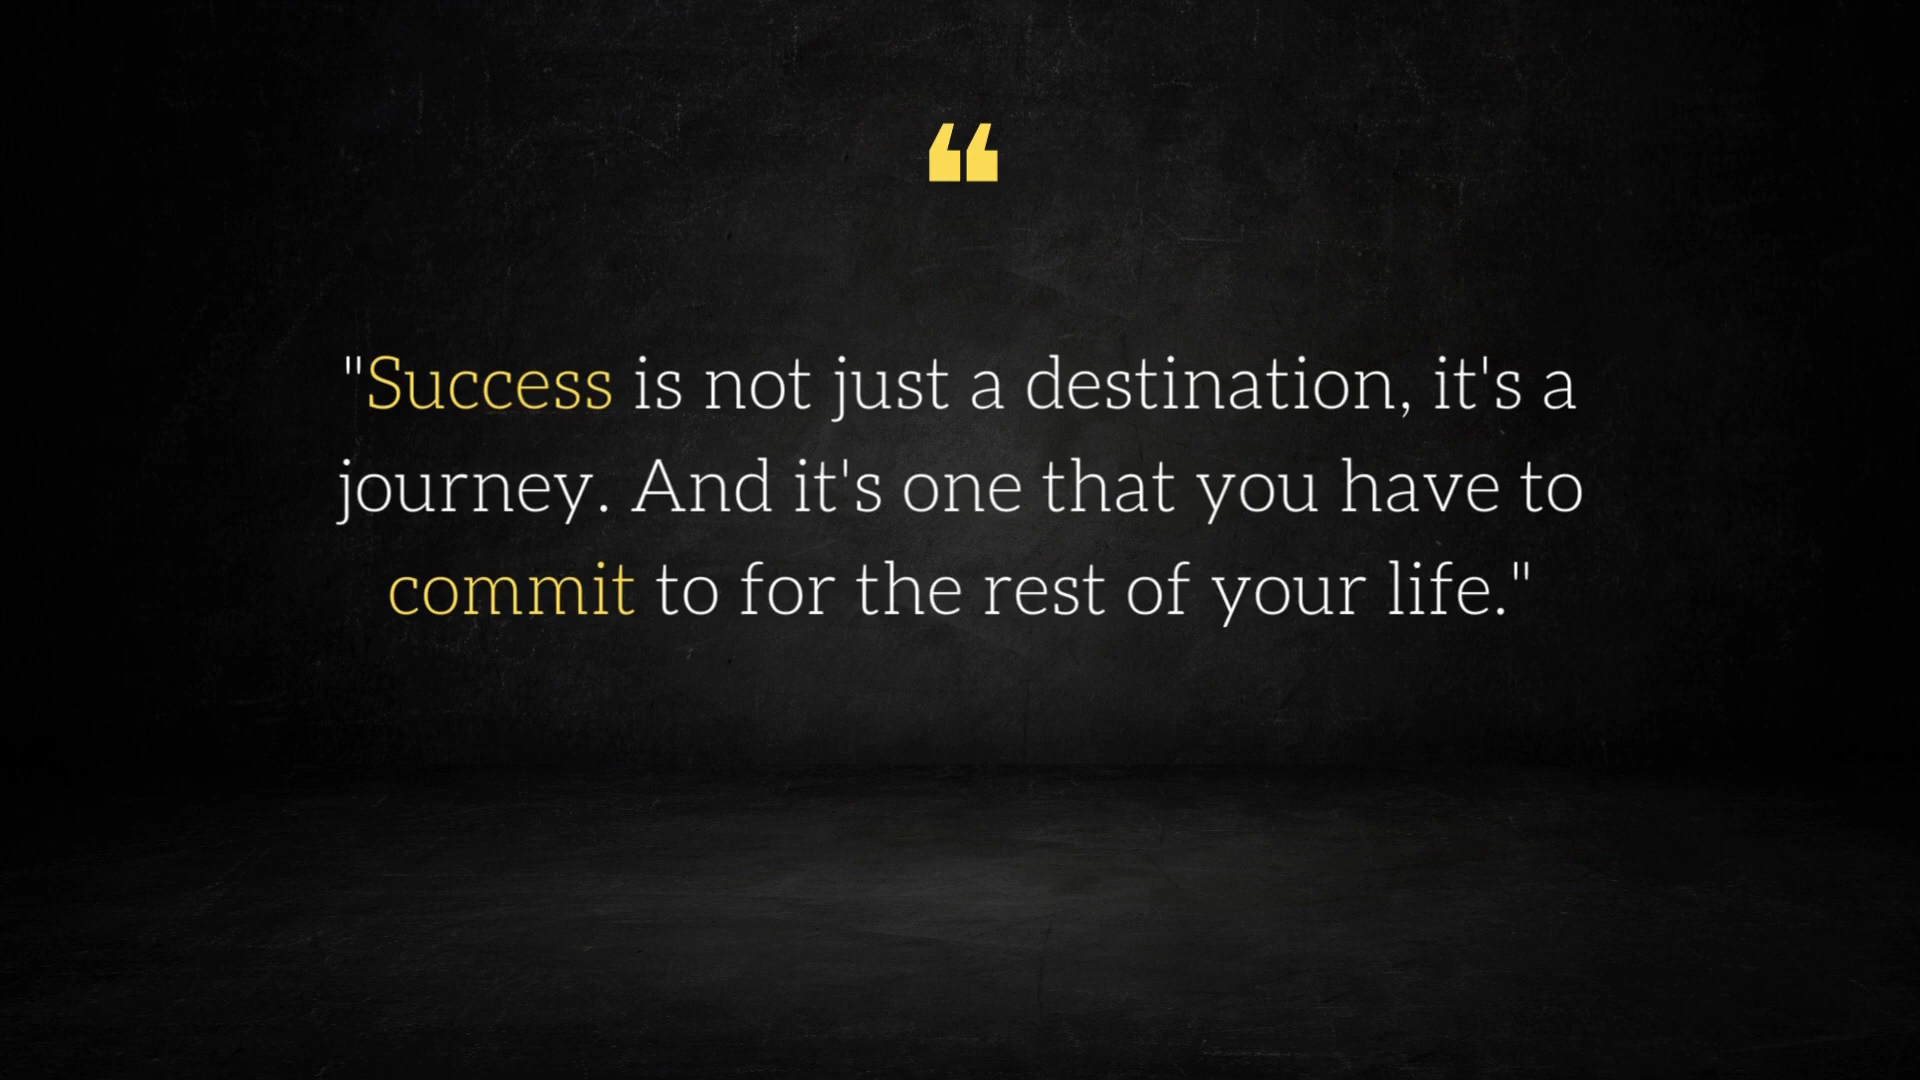 ❝
"Success is not just a destination, it's a
journey. And it's one that you have to
commit to for the rest of your life."